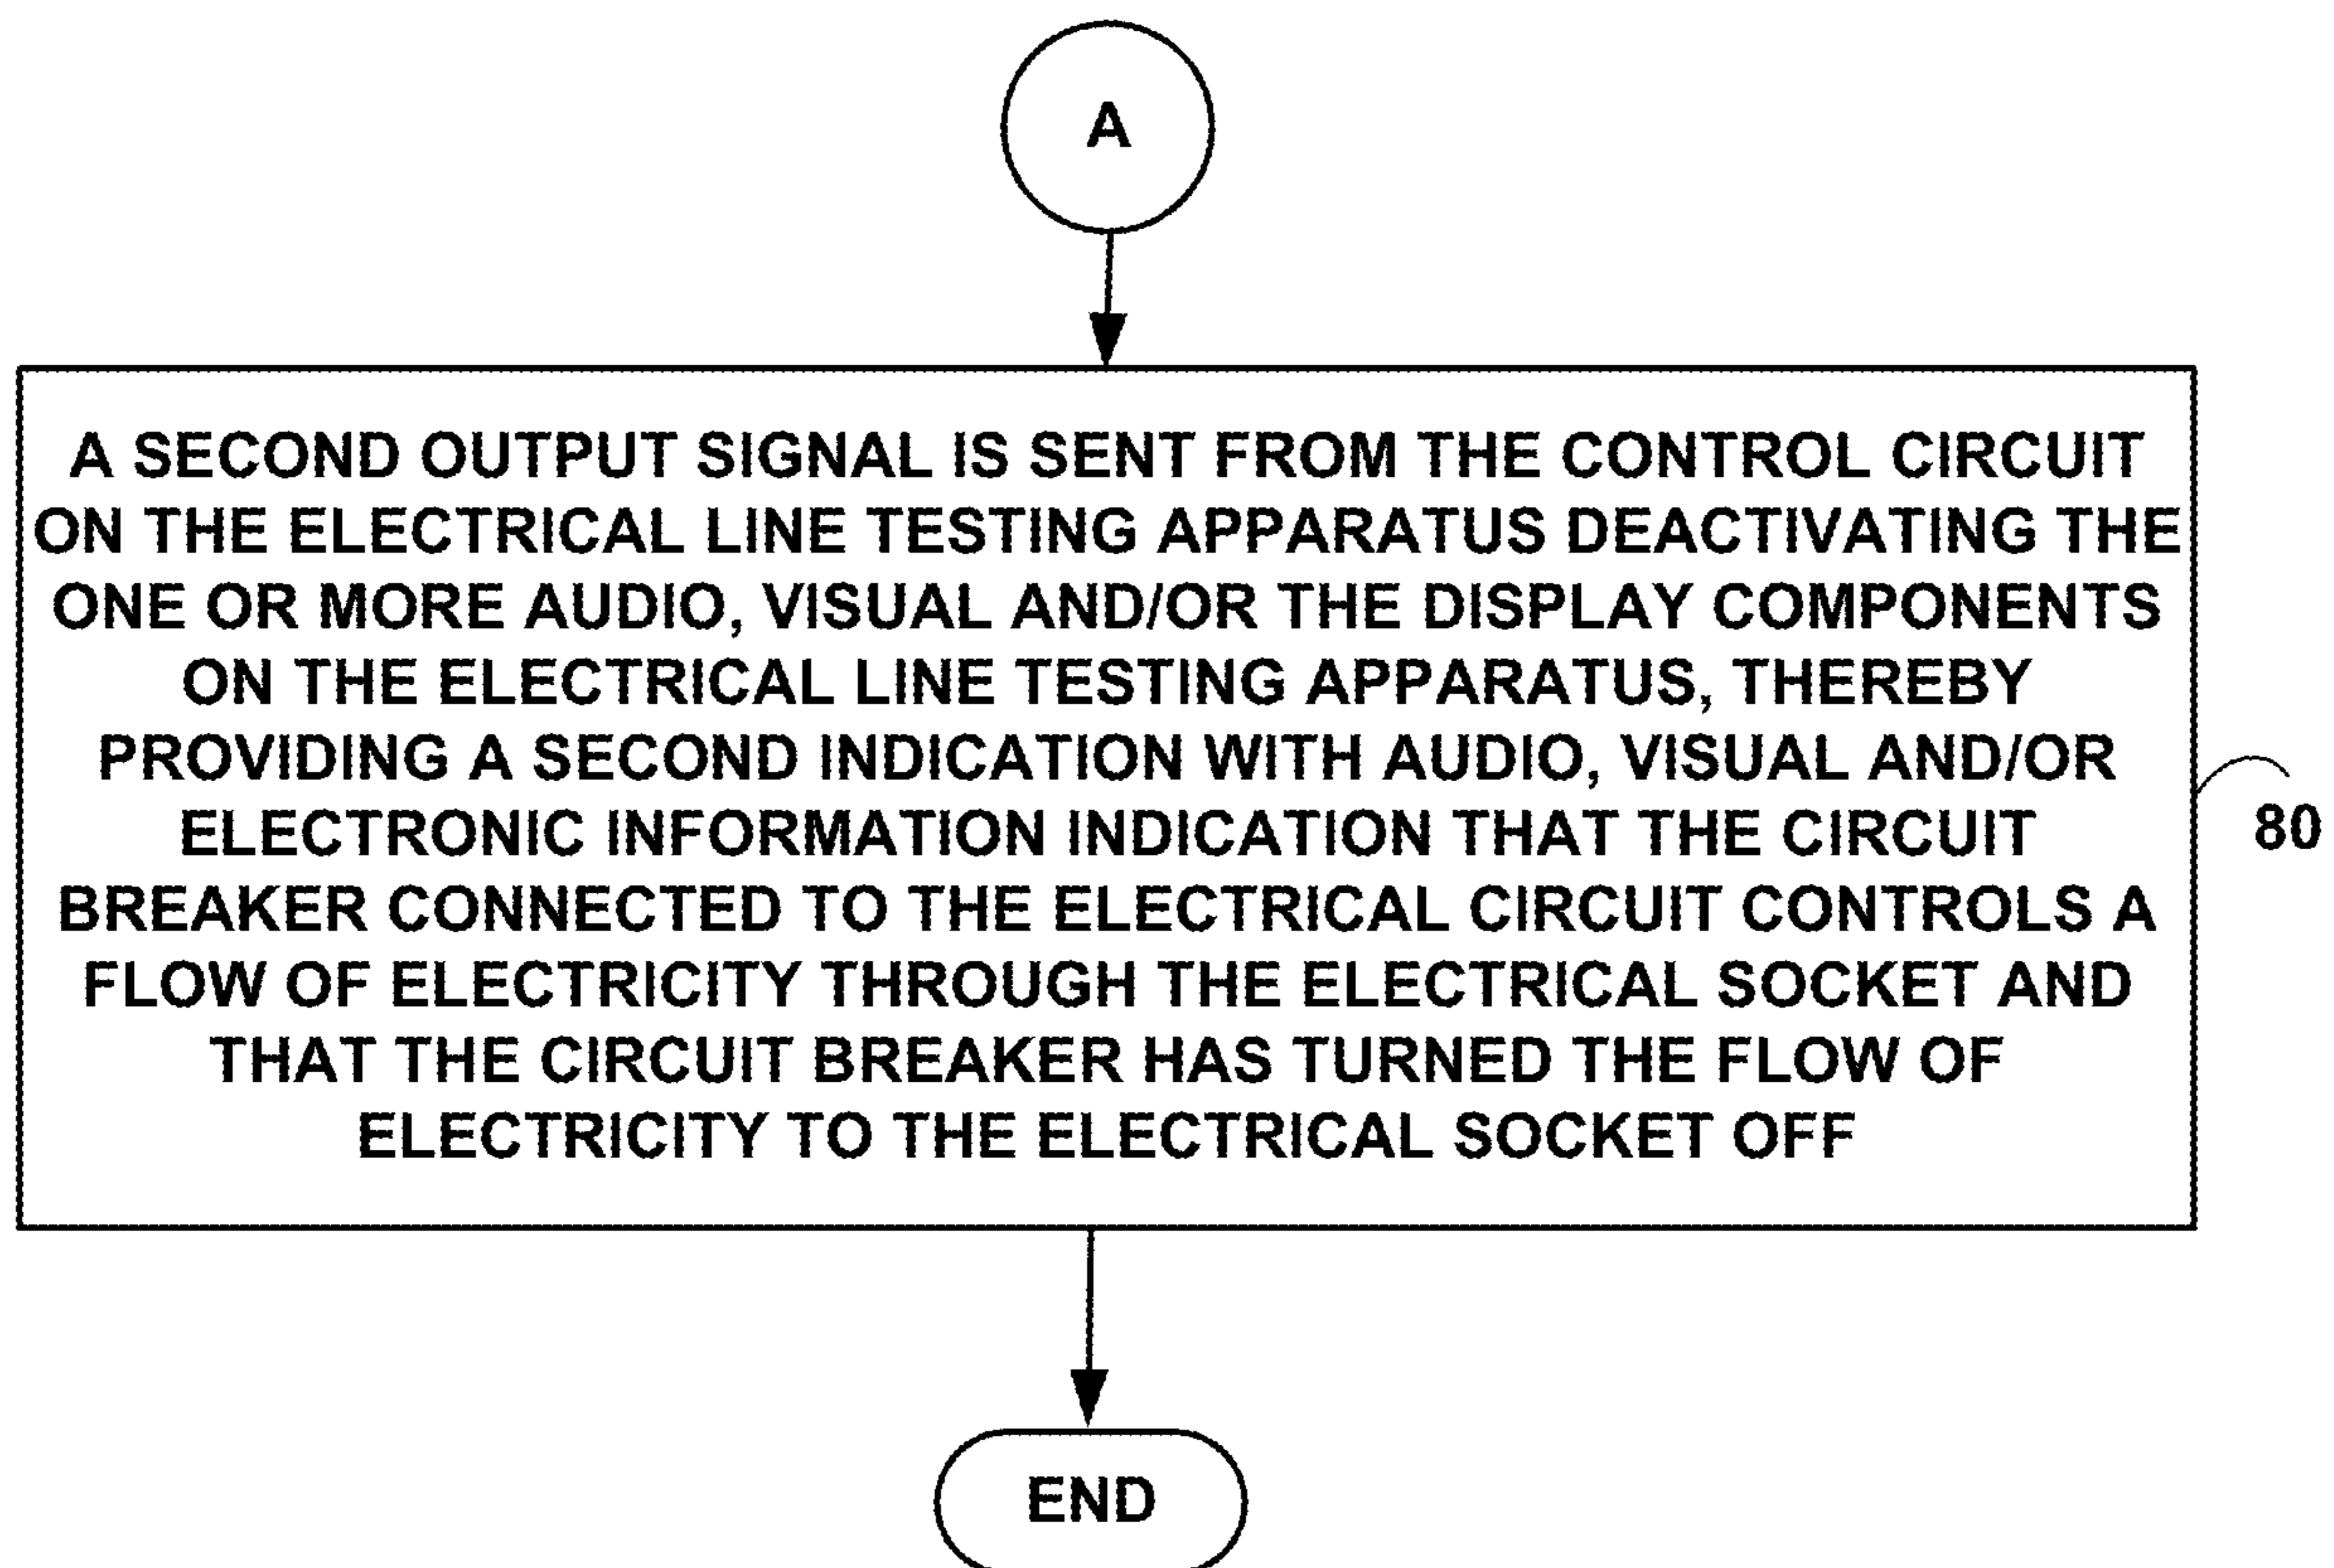 A
A SECOND OUTPUT SIGNAL IS SENT FROM THE CONTROL CIRCUIT
ON THE ELECTRICAL LINE TESTING APPARATUS DEACTIVATING THE
ONE OR MORE AUDIO, VISUAL AND/OR THE DISPLAY COMPONENTS
ON THE ELECTRICAL LINE TESTING APPARATUS, THEREBY
PROVIDING A SECOND INDICATION WITH AUDIO, VISUAL AND/OR
ELECTRONIC INFORMATION INDICATION THAT THE CIRCUIT
BREAKER CONNECTED TO THE ELECTRICAL CIRCUIT CONTROLS A
FLOW OF ELECTRICITY THROUGH THE ELECTRICAL SOCKET AND
THAT THE CIRCUIT BREAKER HAS TURNED THE FLOW OF
ELECTRICITY TO THE ELECTRICAL SOCKET OFF
80
END